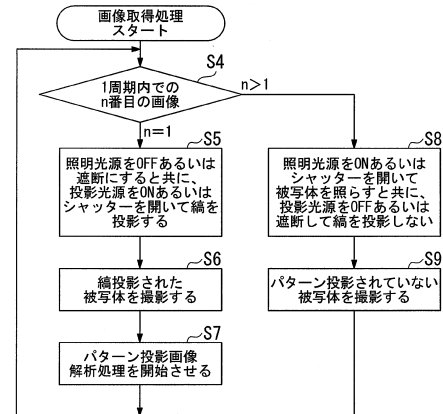 画像取得処理
スタート
S4
1周期内での
n番目の画像
n>1
n=1
S5
照明光源をOFFあるいは
遮断にすると共に、
投影光源をONあるいは
シャッターを開いて縞を
投影する
S8
照明光源をONあるいは
シャッターを開いて
被写体を照らすと共に、
投影光源をOFFあるいは
遮断して縞を投影しない
S6
縞投影された
被写体を撮影する
S9
パターン投影されていない
被写体を撮影する
S7
パターン投影画像
解析処理を開始させる